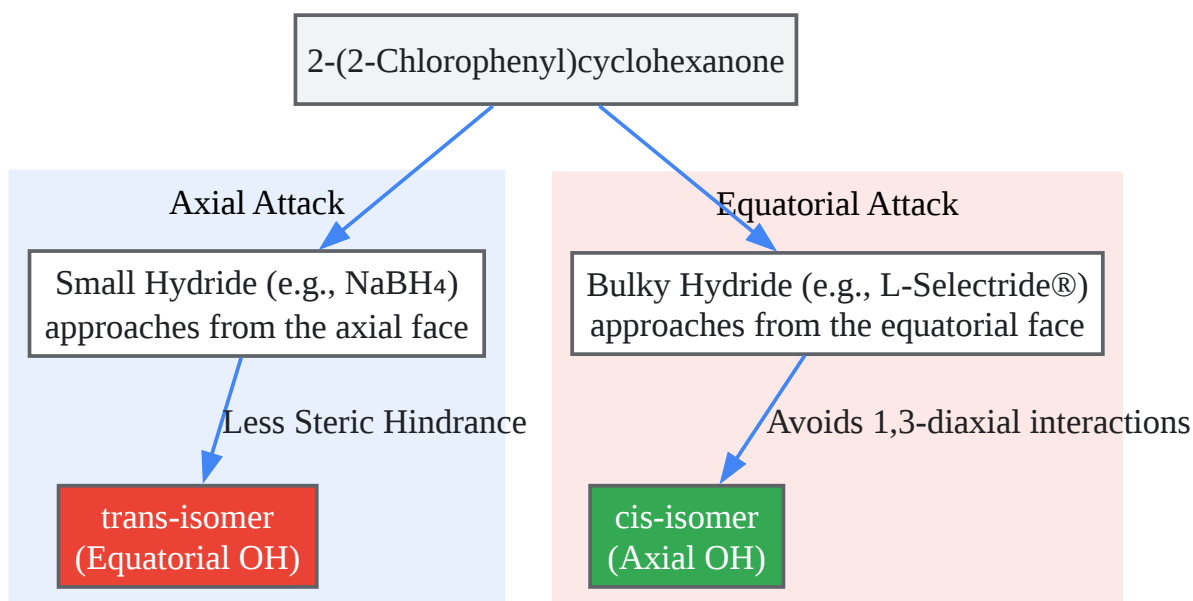 2-(2-Chlorophenyl)cyclohexanone
Axial Attack
Small Hydride (e.g., NaBH₄)
approaches from the axial face
Less Steric Hindrance
trans-isomer
(Equatorial OH)
Equatorial Attack
Bulky Hydride (e.g., L-Selectride®)
approaches from the equatorial face
Avoids 1,3-diaxial interactions
cis-isomer
(Axial OH)